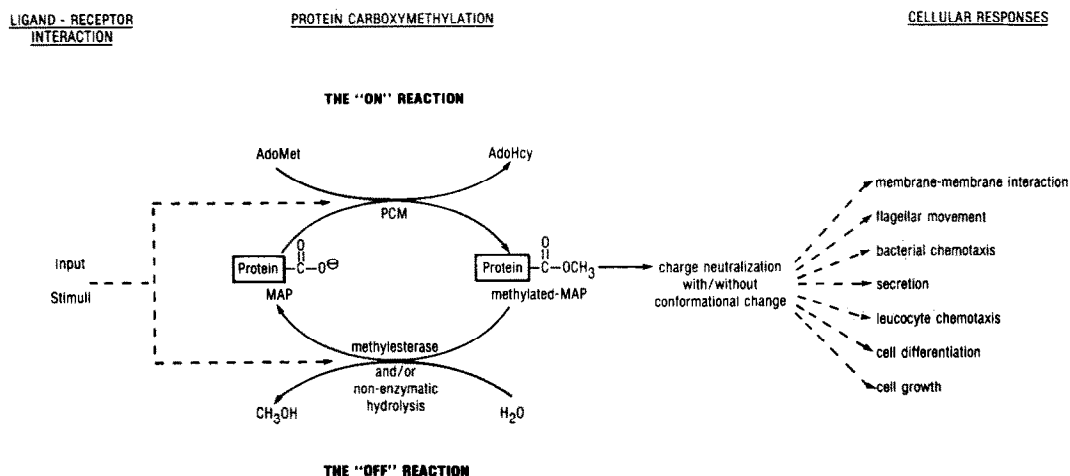 LIGAND - RECEPTOR
INTERACTION
PROTEIN CARBOXYMETHYLATION
CELLULAR RESPONSES
THE "ON" REACTION
AdoMet
AdoHcy
PCM
Input
Stimuli
Protein
C
O
O⊖
MAP
Protein
C
O
OCH3
methylated-MAP
charge neutralization
with/without
conformational change
membrane-membrane interaction
flagellar movement
bacterial chemotaxis
secretion
leucocyte chemotaxis
cell differentiation
cell growth
methylesterase
and/or
non-enzymatic
hydrolysis
CH3OH
H2O
THE "OFF" REACTION